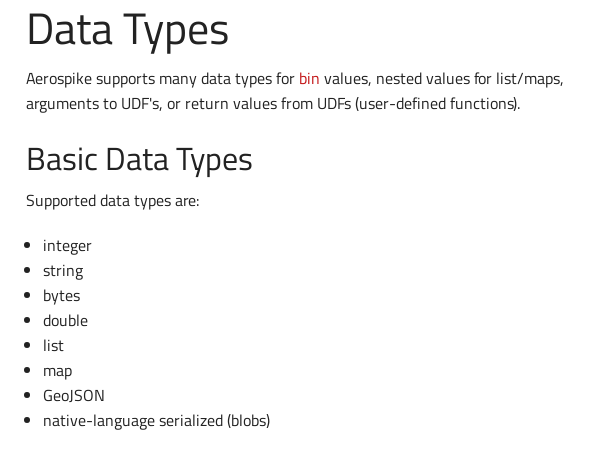 Data Types
Aerospike supports many data types for bin values, nested values for list/maps,
arguments to UDF's, or return values from UDFs (user-defined functions).
Basic Data Types
Supported data types are:
• integer
• string
• bytes
• double
• list
• map
• GeoJSON
• native-language serialized (blobs)